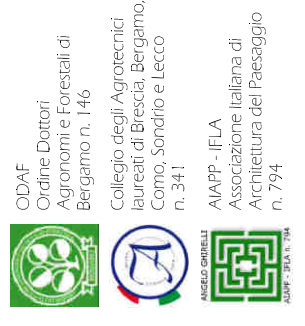 ODAF
Ordine Dottori
Agronomi e Forestali di
Bergamo n. 146
Collegio degli Agrotecnici
laureati di Brescia, Bergamo,
Como, Sondrio e Lecco
n. 341
ANGELO GHIRELLI
AIAPP - IFLA n. 794
AIAPP - IFLA
Associazione Italiana di
Architettura del Paesaggio
n. 794